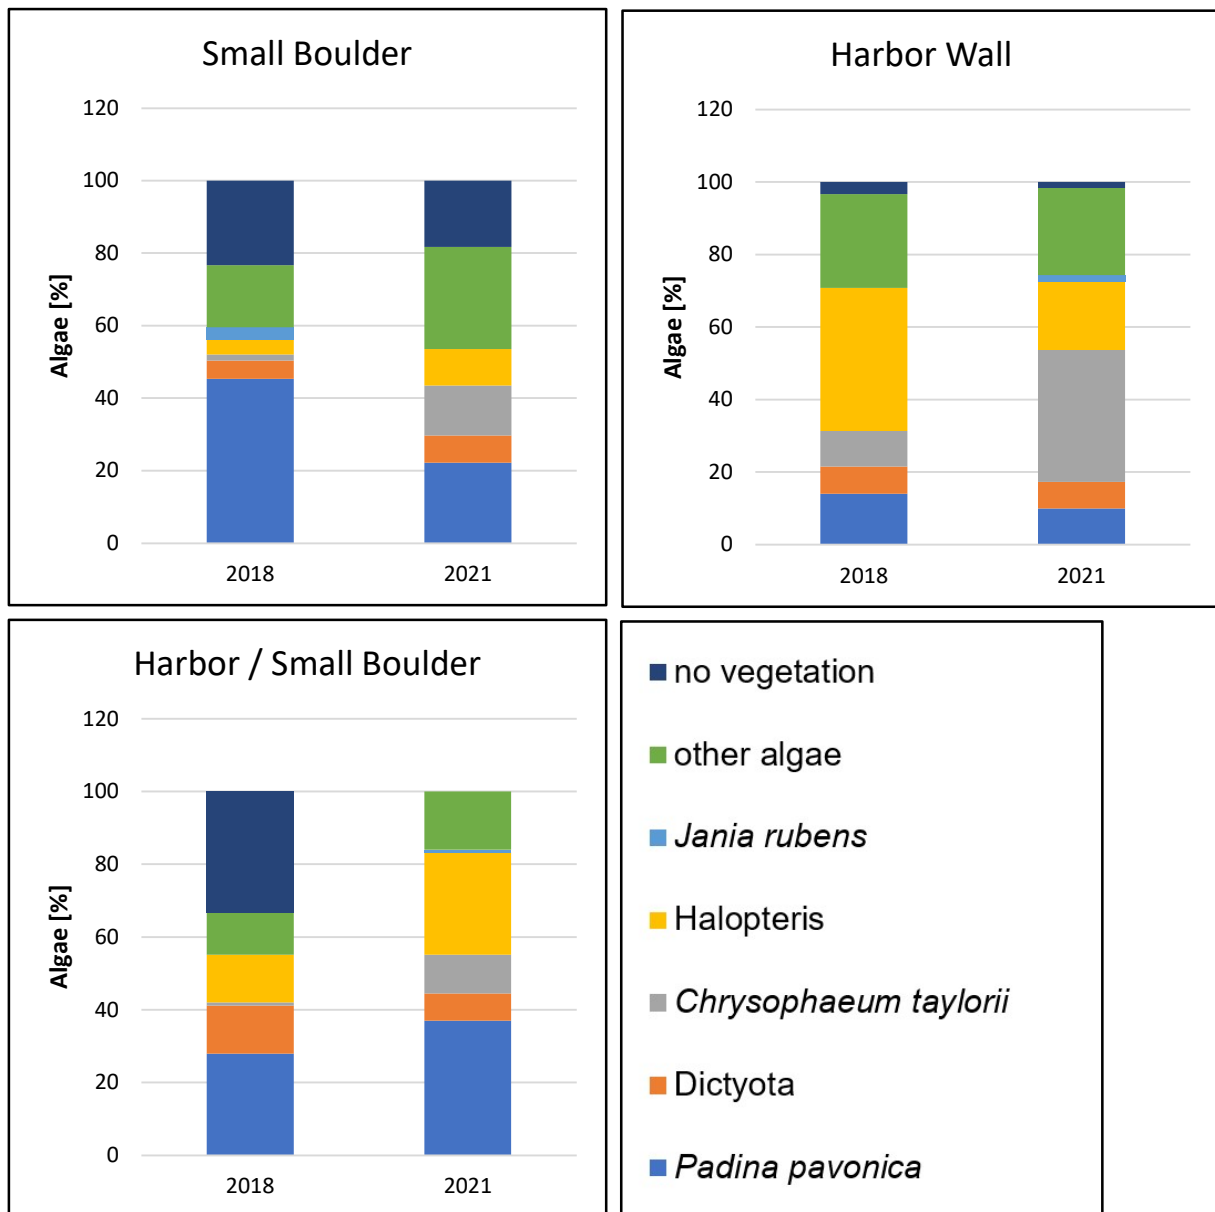 Small Boulder
120
100
80
60
40
20
0
Algae [%]
2018 2021
Harbor Wall
120
100
80
60
40
20
0
Algae [%]
2018 2021
Harbor / Small Boulder
120
100
80
60
40
20
0
Algae [%]
2018 2021
no vegetation
other algae
Jania rubens
Halopteris
Chrysophaeum taylorii
Dictyota
Padina pavonica